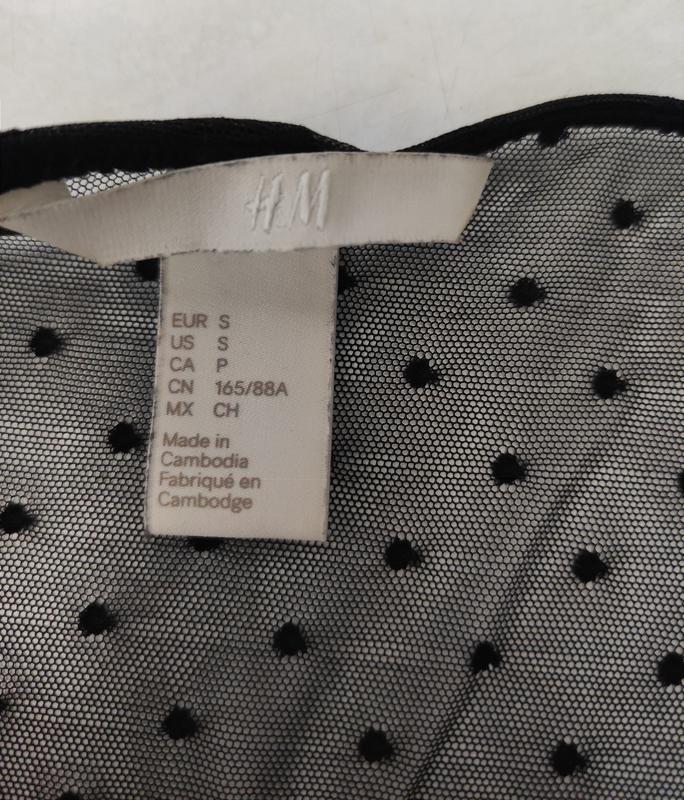 H&M
EUR S
US S
CA P
CN 165/88A
MX CH
Made in
Cambodia
Fabriqué en
Cambodge